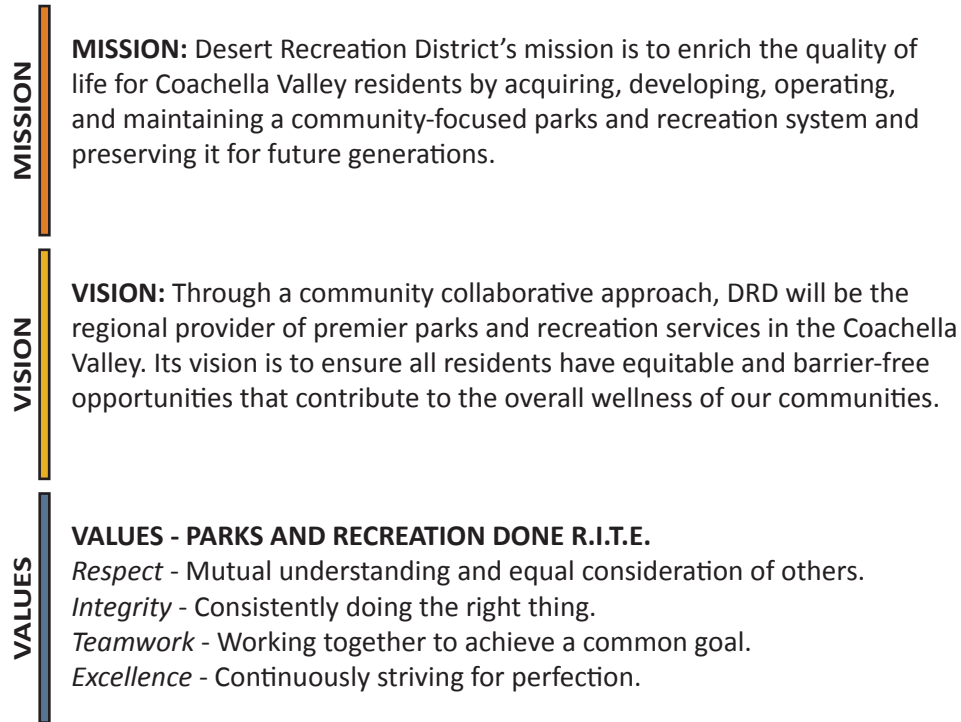 MISSION
MISSION: Desert Recreation District’s mission is to enrich the quality of
life for Coachella Valley residents by acquiring, developing, operating,
and maintaining a community-focused parks and recreation system and
preserving it for future generations.
VISION
VISION: Through a community collaborative approach, DRD will be the
regional provider of premier parks and recreation services in the Coachella
Valley. Its vision is to ensure all residents have equitable and barrier-free
opportunities that contribute to the overall wellness of our communities.
VALUES
VALUES - PARKS AND RECREATION DONE R.I.T.E.
Respect - Mutual understanding and equal consideration of others.
Integrity - Consistently doing the right thing.
Teamwork - Working together to achieve a common goal.
Excellence - Continuously striving for perfection.